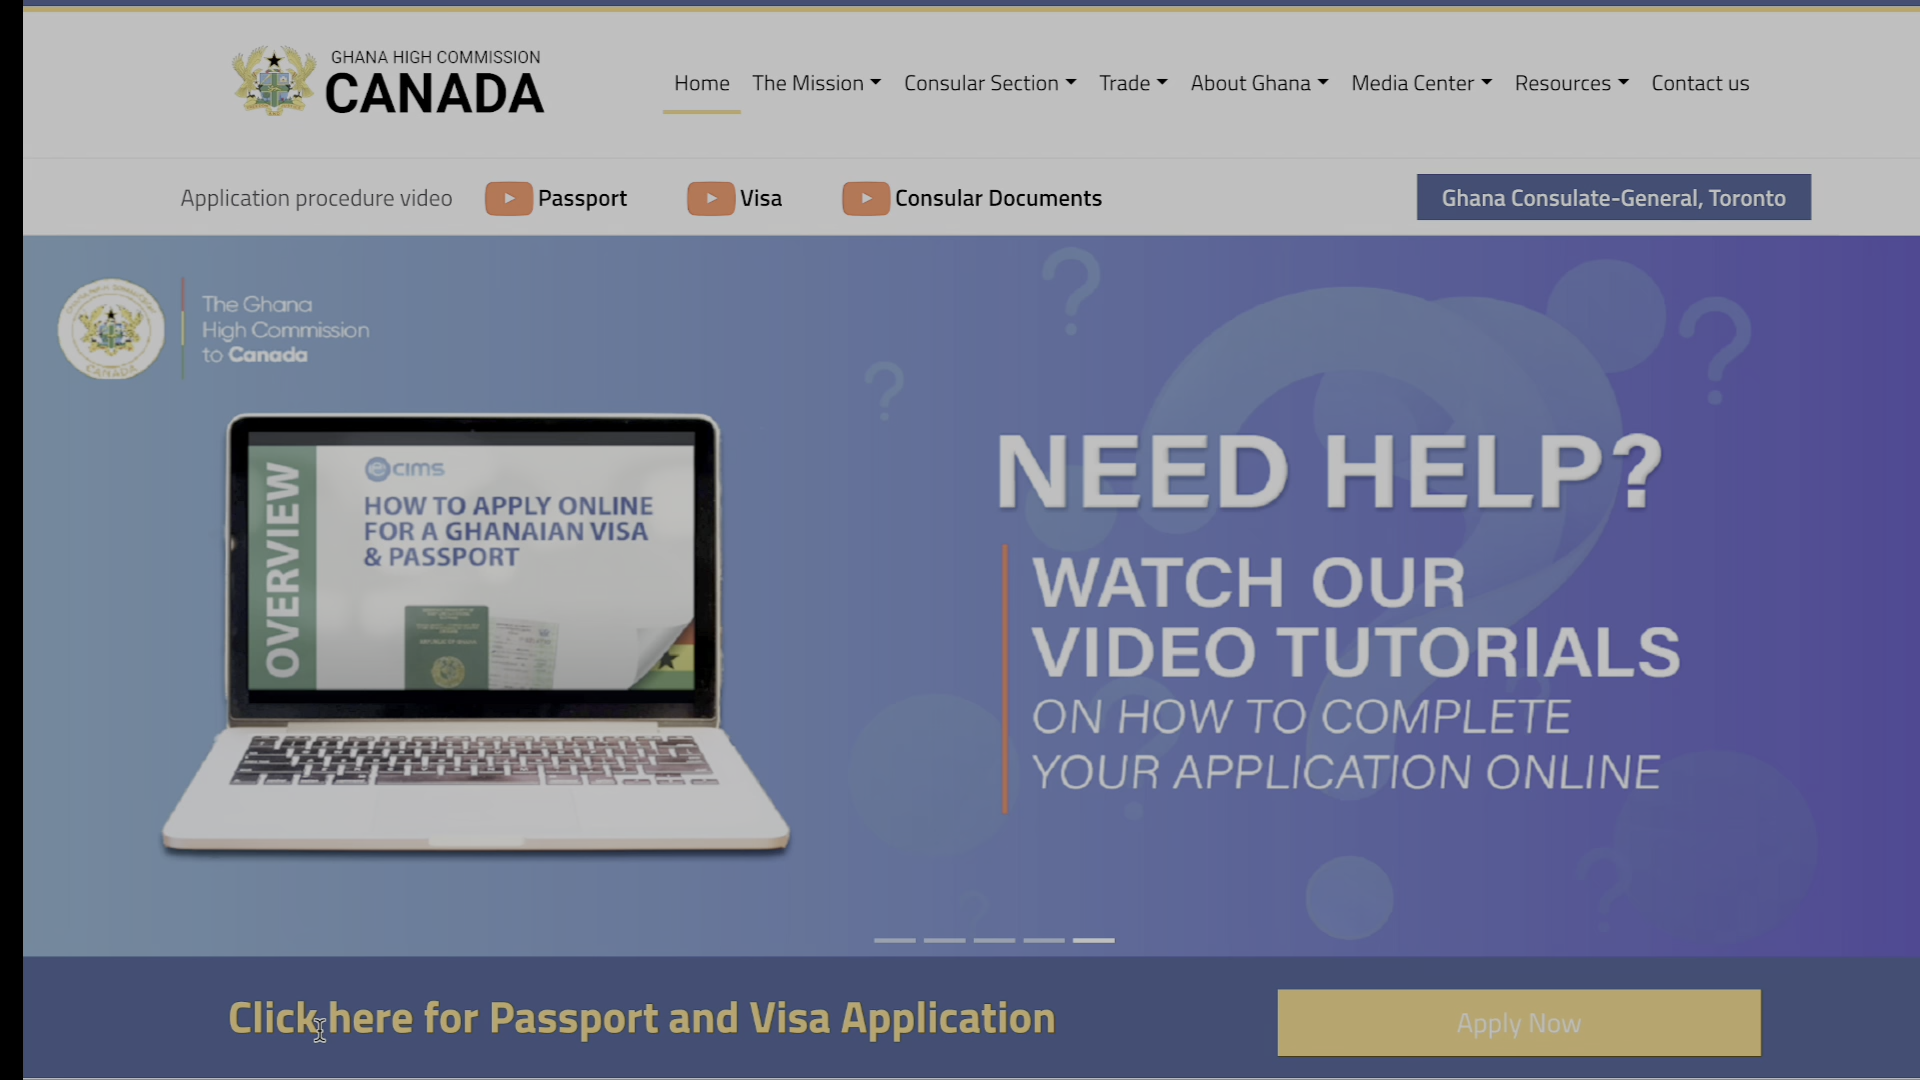 GHANA HIGH COMMISSION
CANADA
Home The Mission Consular Section Trade About Ghana Media Center Resources Contact us
Application procedure video Passport Visa Consular Documents Ghana Consulate-General, Toronto
The Ghana
High Commission
to Canada
CANADA
OVERVIEW
ecims
HOW TO APPLY ONLINE
FOR A GHANAIAN VISA
& PASSPORT
NEED HELP?
WATCH OUR
VIDEO TUTORIALS
ON HOW TO COMPLETE
YOUR APPLICATION ONLINE
Click here for Passport and Visa Application
Apply Now